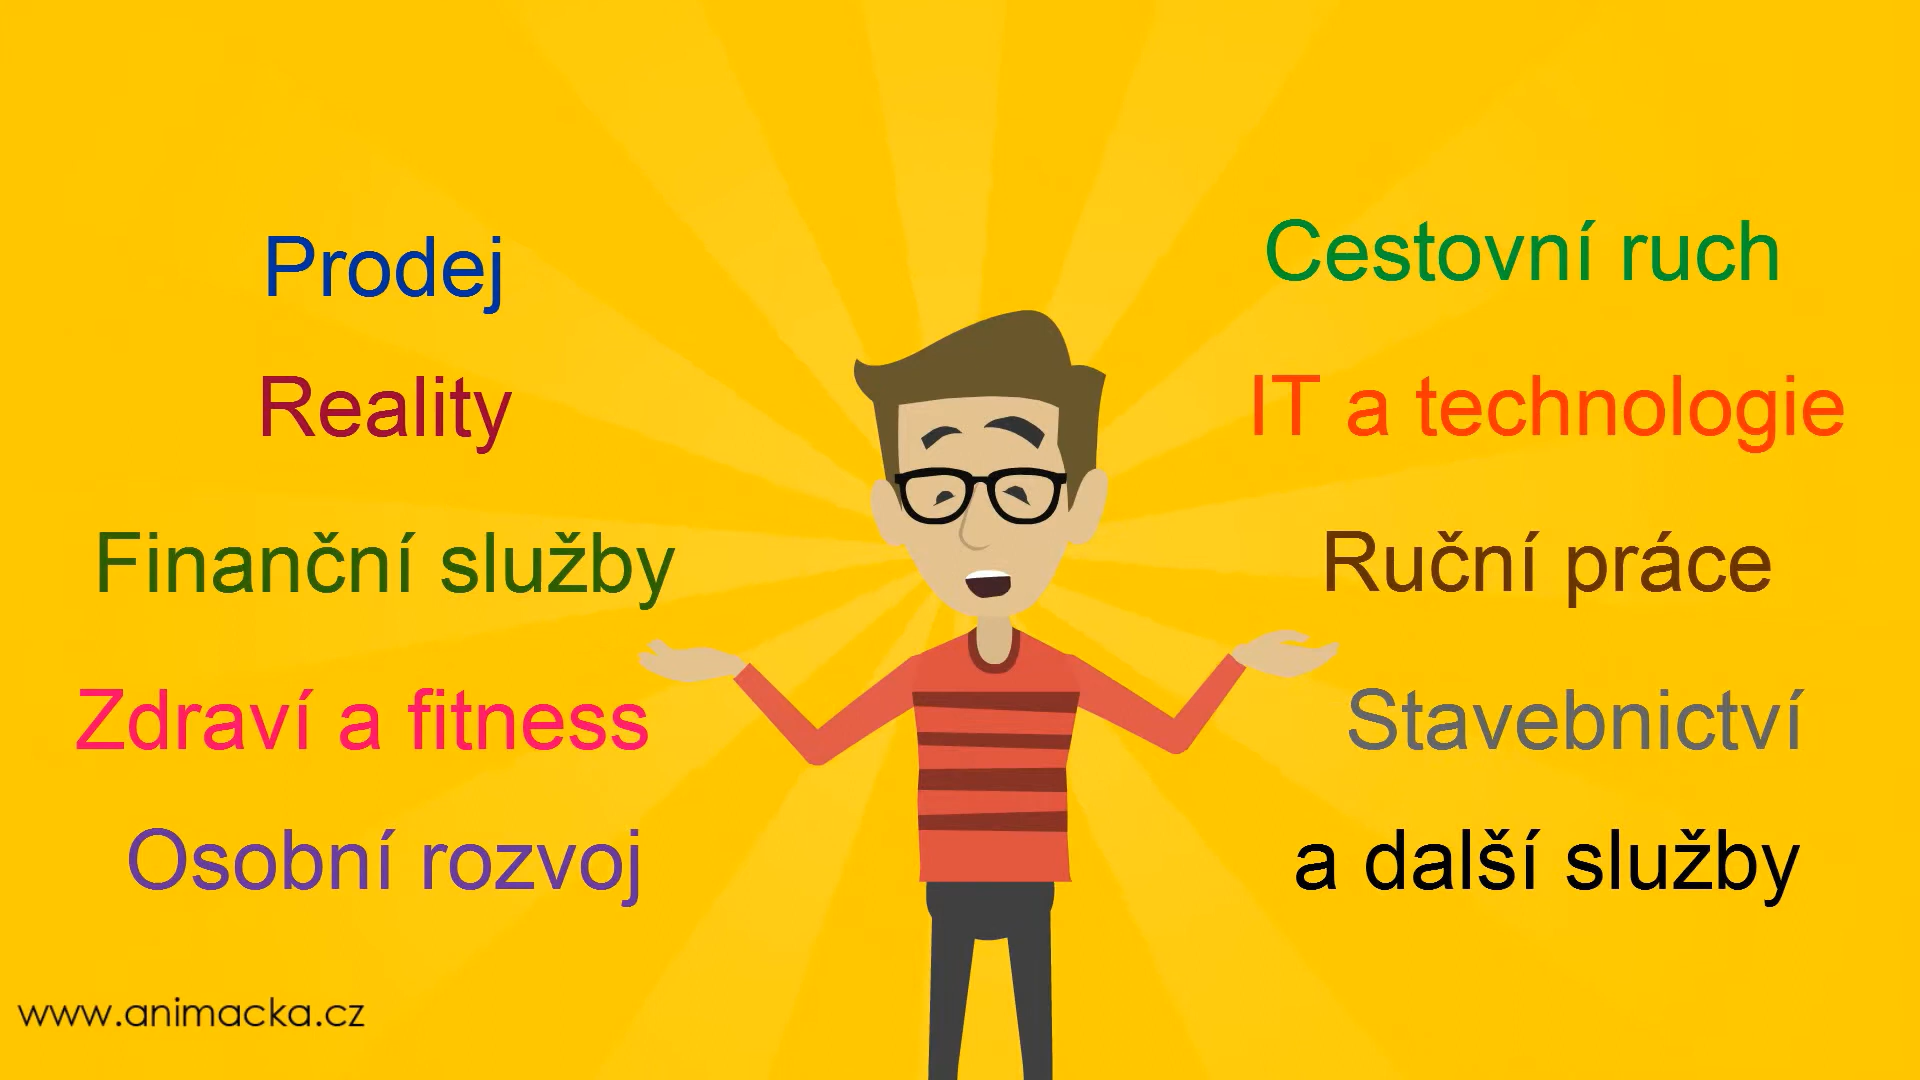 Prodej
Reality
Finanční služby
Zdraví a fitness
Osobní rozvoj
Cestovní ruch
IT a technologie
Ruční práce
Stavebnictví
a další služby
www.animacka.cz